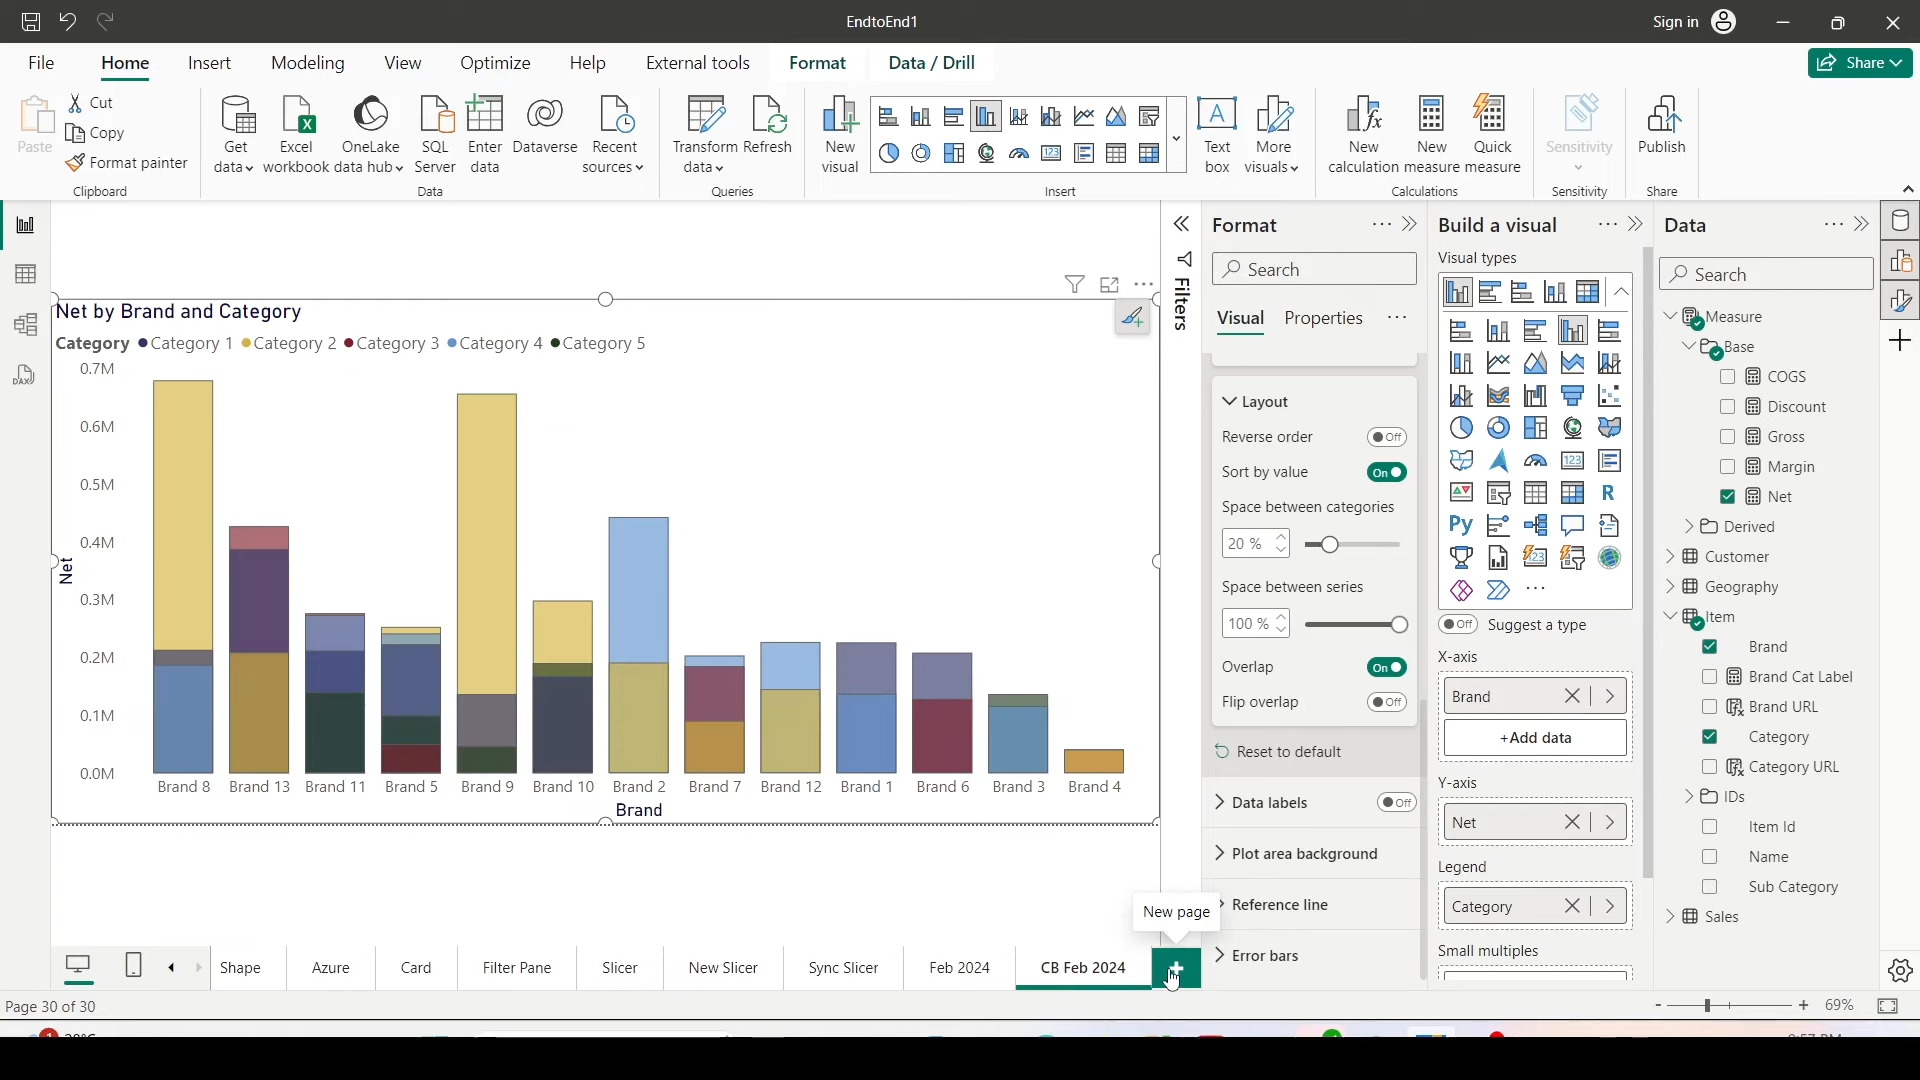 EndtoEnd1
Sign in
File Home Insert Modeling View Optimize Help External tools Format Data / Drill
Share
Paste
Cut
Copy
Format painter
Clipboard
Get data
Excel workbook
OneLake data hub
SQL Server
Enter data
Dataverse
Recent sources
Data
Transform data
Refresh
Queries
New visual
Text box
More visuals
Insert
New calculation
New measure
Quick measure
Calculations
Sensitivity
Sensitivity
Publish
Share
Net by Brand and Category
Category Category 1 Category 2 Category 3 Category 4 Category 5
0.7M
0.6M
0.5M
0.4M
0.3M
0.2M
0.1M
0.0M
Net
Brand 8 Brand 13 Brand 11 Brand 5 Brand 9 Brand 10 Brand 2 Brand 7 Brand 12 Brand 1 Brand 6 Brand 3 Brand 4
Brand
Filters
Format
Search
Visual Properties
Layout
Reverse order Off
Sort by value On
Space between categories
20 %
Space between series
100 %
Overlap On
Flip overlap Off
Reset to default
Data labels Off
Plot area background
Reference line
Error bars
Build a visual
Visual types
R
Py
123
Off Suggest a type
X-axis
Brand
+Add data
Y-axis
Net
Legend
Category
Small multiples
Data
Search
Measure
Base
COGS
Discount
Gross
Margin
Net
Derived
Customer
Geography
Item
Brand
Brand Cat Label
Brand URL
Category
Category URL
IDs
Item Id
Name
Sub Category
Sales
New page
Shape Azure Card Filter Pane Slicer New Slicer Sync Slicer Feb 2024 CB Feb 2024
Page 30 of 30
69%